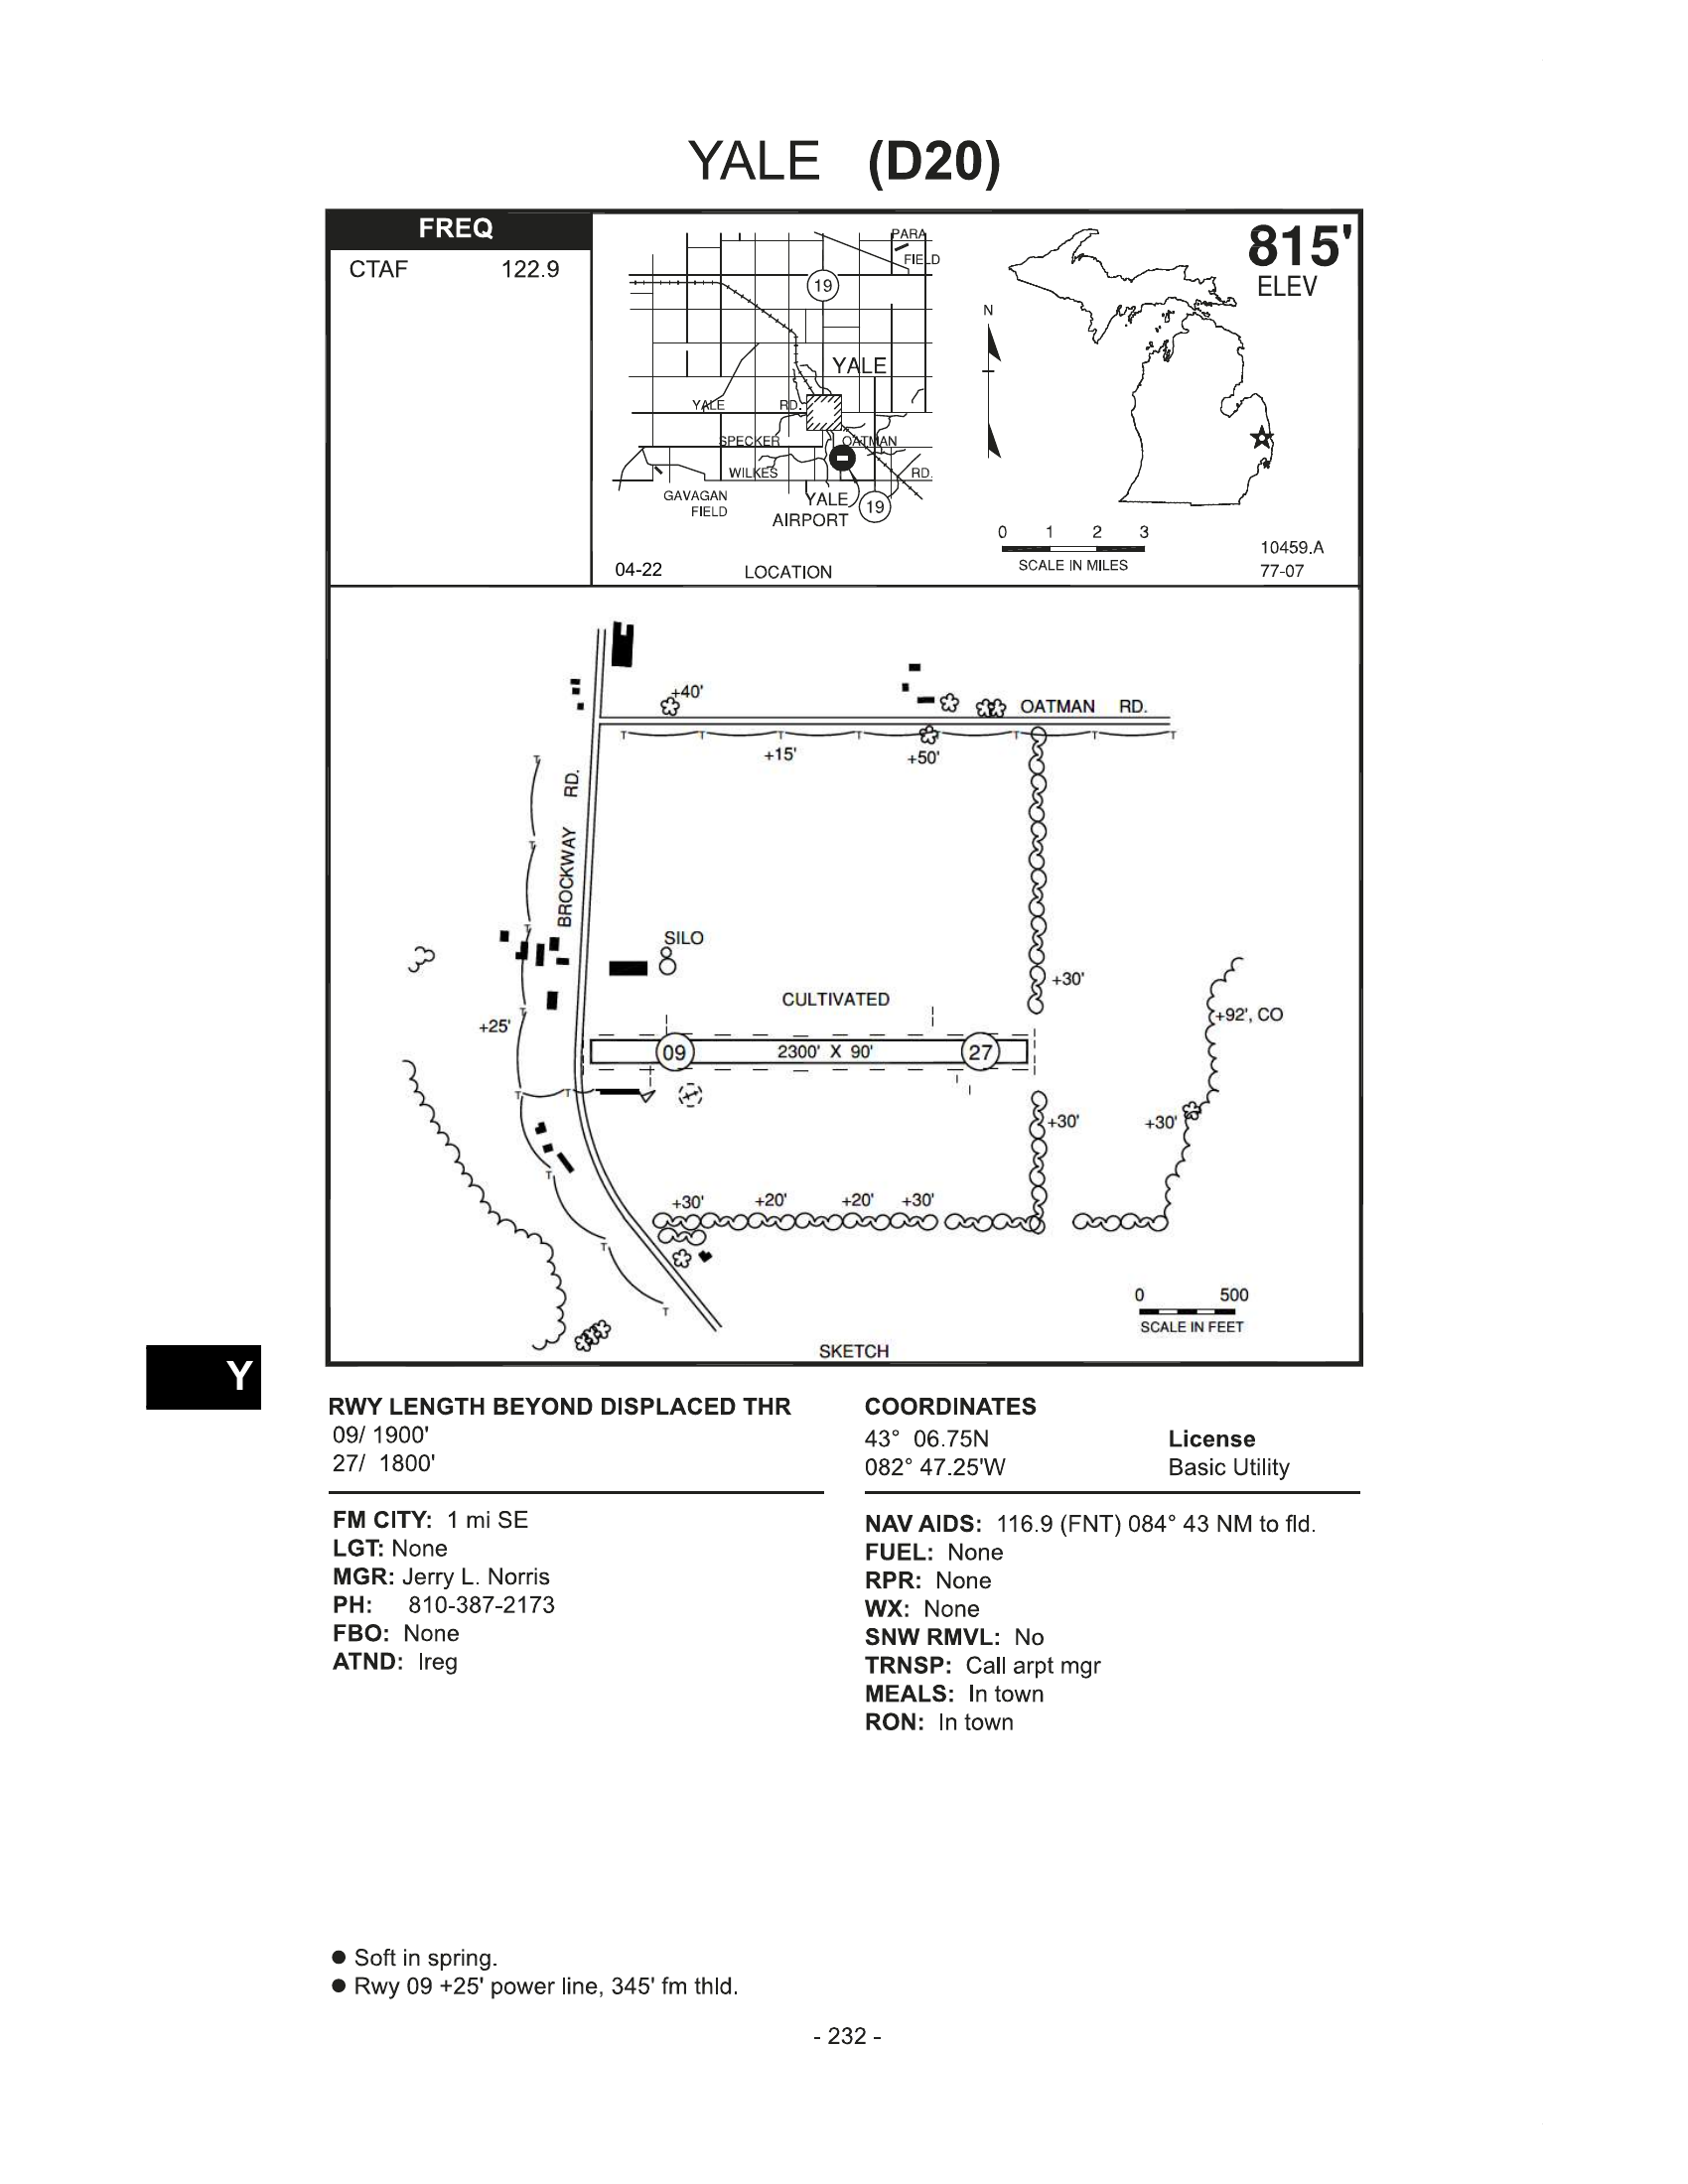 YALE (D20)
FREQ
CTAF 122.9
815'
ELEV
PARA
FIELD
19
N
YALE
YALE RD.
SPECKER OATMAN
WILKES RD.
GAVAGAN
FIELD
YALE
AIRPORT
19
0 1 2 3
SCALE IN MILES
10459.A
77-07
04-22 LOCATION
+40'
OATMAN RD.
T T T T T T T
+15' +50'
BROCKWAY RD.
SILO
CULTIVATED
+30'
+92', CO
+25'
09 2300' X 90' 27
+30'
+30'
+30' +20' +20' +30'
0 500
SCALE IN FEET
SKETCH
Y
RWY LENGTH BEYOND DISPLACED THR
09/ 1900'
27/ 1800'
COORDINATES
43° 06.75N
082° 47.25'W
License
Basic Utility
FM CITY: 1 mi SE
LGT: None
MGR: Jerry L. Norris
PH: 810-387-2173
FBO: None
ATND: Ireg
NAV AIDS: 116.9 (FNT) 084° 43 NM to fld.
FUEL: None
RPR: None
WX: None
SNW RMVL: No
TRNSP: Call arpt mgr
MEALS: In town
RON: In town
● Soft in spring.
● Rwy 09 +25' power line, 345' fm thld.
- 232 -